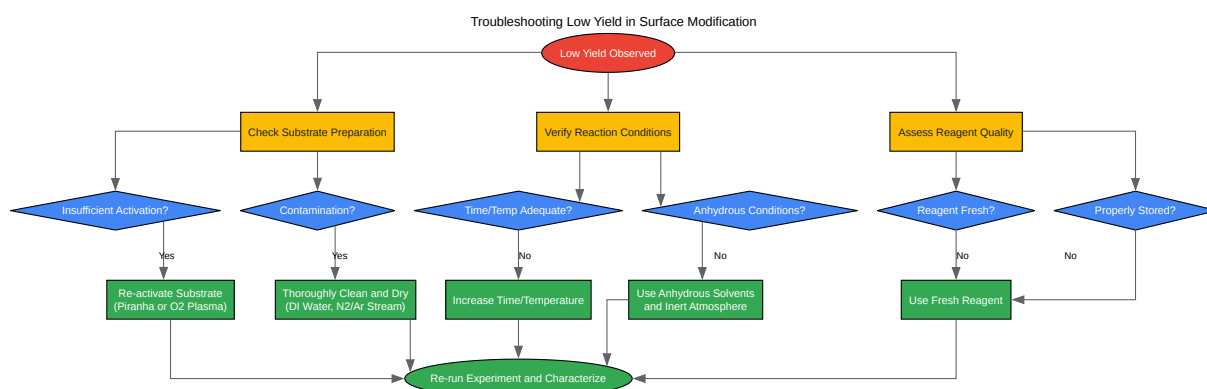 Troubleshooting Low Yield in Surface Modification
Low Yield Observed
Check Substrate Preparation
Verify Reaction Conditions
Assess Reagent Quality
Insufficient Activation?
Contamination?
Time/Temp Adequate?
Anhydrous Conditions?
Reagent Fresh?
Properly Stored?
Yes
Yes
No
No
No
No
Re-activate Substrate
(Piranha or O2 Plasma)
Thoroughly Clean and Dry
(DI Water, N2/Ar Stream)
Increase Time/Temperature
Use Anhydrous Solvents
and Inert Atmosphere
Use Fresh Reagent
Re-run Experiment and Characterize